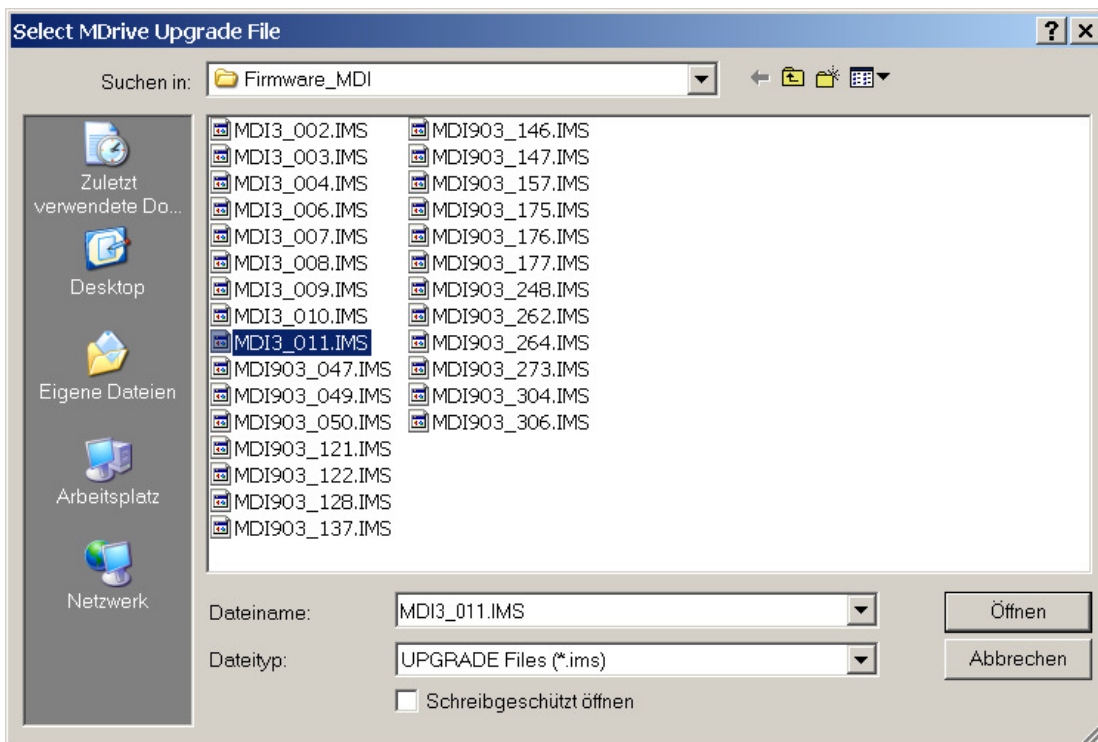 Select MDrive Upgrade File
Suchen in:
Firmware_MDI
Zuletzt
verwendete Do...
Desktop
Eigene Dateien
Arbeitsplatz
Netzwerk
MDI3_002.IMS
MDI3_003.IMS
MDI3_004.IMS
MDI3_006.IMS
MDI3_007.IMS
MDI3_008.IMS
MDI3_009.IMS
MDI3_010.IMS
MDI3_011.IMS
MDI903_047.IMS
MDI903_049.IMS
MDI903_050.IMS
MDI903_121.IMS
MDI903_122.IMS
MDI903_128.IMS
MDI903_137.IMS
MDI903_146.IMS
MDI903_147.IMS
MDI903_157.IMS
MDI903_175.IMS
MDI903_176.IMS
MDI903_177.IMS
MDI903_248.IMS
MDI903_262.IMS
MDI903_264.IMS
MDI903_273.IMS
MDI903_304.IMS
MDI903_306.IMS
Dateiname:
MDI3_011.IMS
Öffnen
Dateityp:
UPGRADE Files (*.ims)
Abbrechen
Schreibgeschützt öffnen